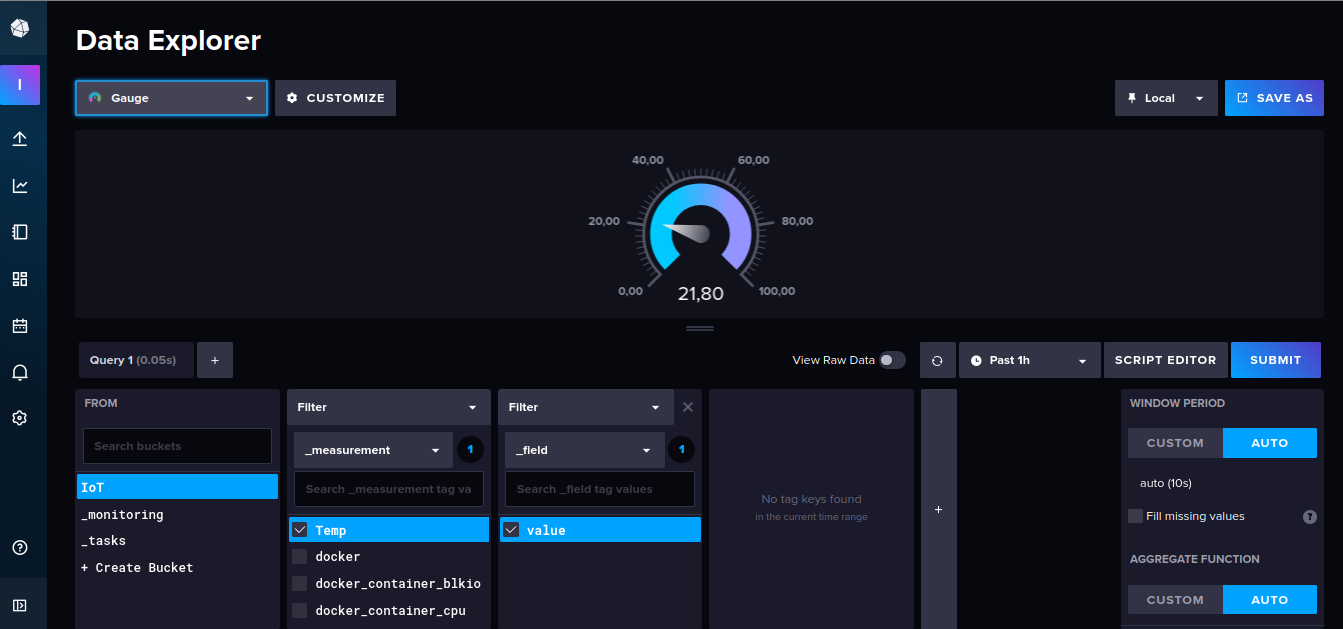 Data Explorer
I
Gauge
CUSTOMIZE
Local
SAVE AS
40,00
60,00
20,00
80,00
0,00
100,00
21,80
Query 1 (0.05s)
+
View Raw Data
Past 1h
SCRIPT EDITOR
SUBMIT
FROM
Search buckets
IoT
_monitoring
_tasks
+ Create Bucket
Filter
_measurement
1
Search _measurement tag va
Temp
docker
docker_container_blkio
docker_container_cpu
Filter
_field
1
Search _field tag values
value
No tag keys found
in the current time range
+
WINDOW PERIOD
CUSTOM
AUTO
auto (10s)
Fill missing values
?
AGGREGATE FUNCTION
CUSTOM
AUTO